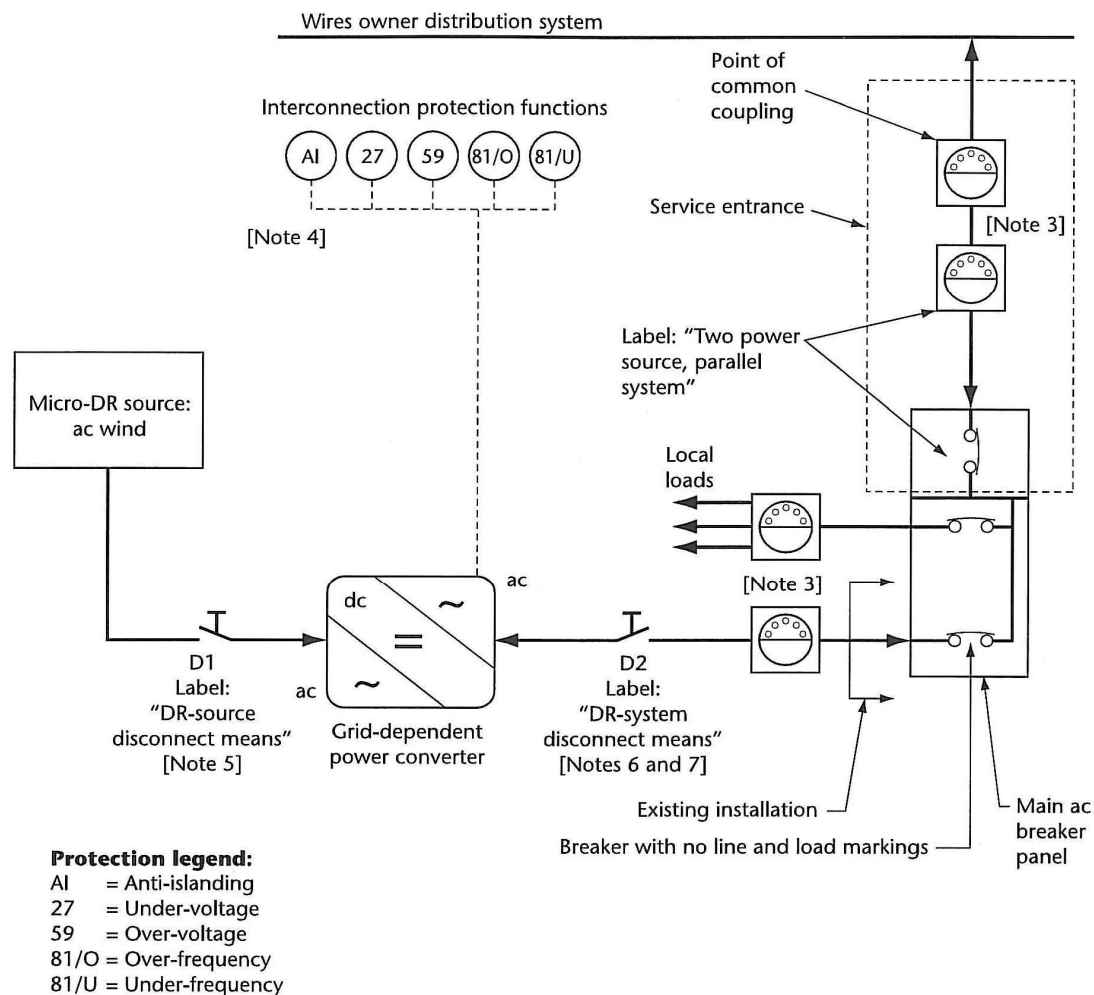 Wires owner distribution system
Point of
common
coupling
Interconnection protection functions
AI
27
59
81/O
81/U
[Note 4]
Service entrance
[Note 3]
Label: "Two power
source, parallel
system"
Micro-DR source:
ac wind
Local
loads
[Note 3]
dc
~
=
~
ac
ac
D1
Label:
"DR-source
disconnect means"
[Note 5]
Grid-dependent
power converter
D2
Label:
"DR-system
disconnect means"
[Notes 6 and 7]
Existing installation
Breaker with no line and load markings
Main ac
breaker
panel
Protection legend:
AI = Anti-islanding
27 = Under-voltage
59 = Over-voltage
81/O = Over-frequency
81/U = Under-frequency